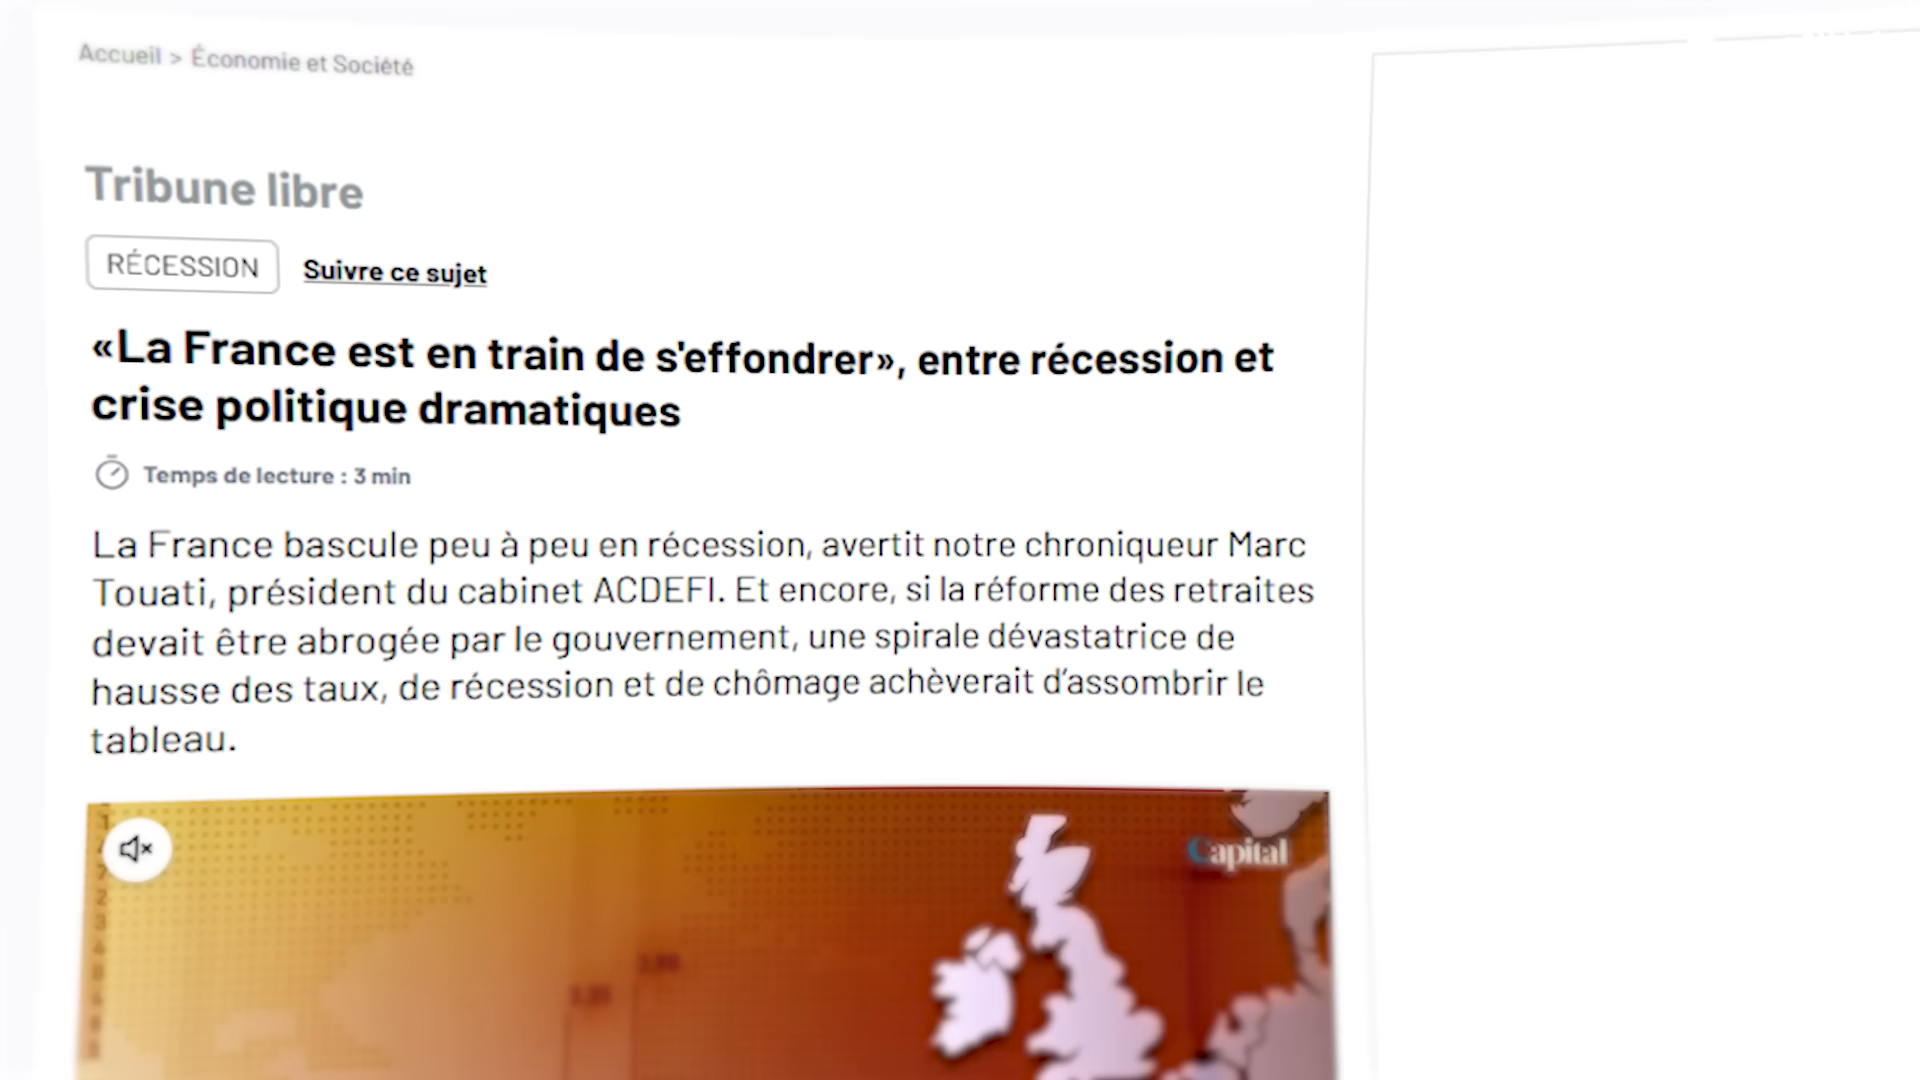 Accueil > Économie et Société
Tribune libre
RÉCESSION
Suivre ce sujet
«La France est en train de s'effondrer», entre récession et
crise politique dramatiques
Temps de lecture : 3 min
La France bascule peu à peu en récession, avertit notre chroniqueur Marc
Touati, président du cabinet ACDEFI. Et encore, si la réforme des retraites
devait être abrogée par le gouvernement, une spirale dévastatrice de
hausse des taux, de récession et de chômage achèverait d’assombrir le
tableau.
Capital